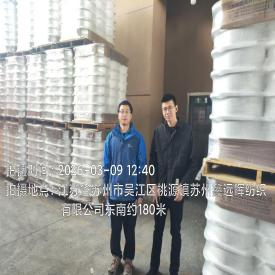 拍摄时间: 2026-03-09 12:40
拍摄地点: 江苏省苏州市吴江区桃源镇苏州 远辉纺织
有限公司东南约180米